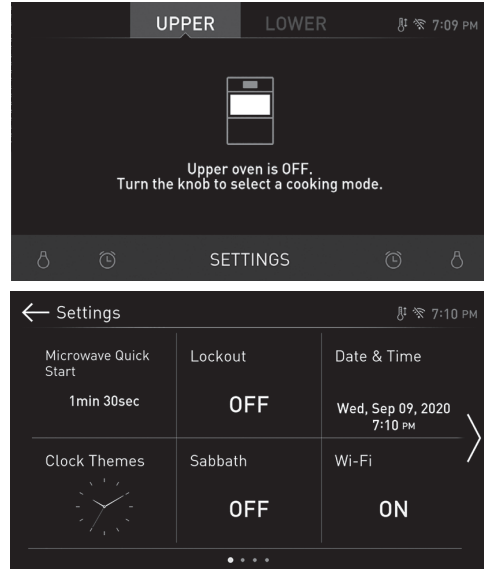 UPPER LOWER 7:09 PM
Upper oven is OFF.
Turn the knob to select a cooking mode.
SETTINGS
Settings 7:10 PM
Microwave Quick Start
1min 30sec
Lockout
OFF
Date & Time
Wed, Sep 09, 2020
7:10 PM
Clock Themes
Sabbath
OFF
Wi-Fi
ON